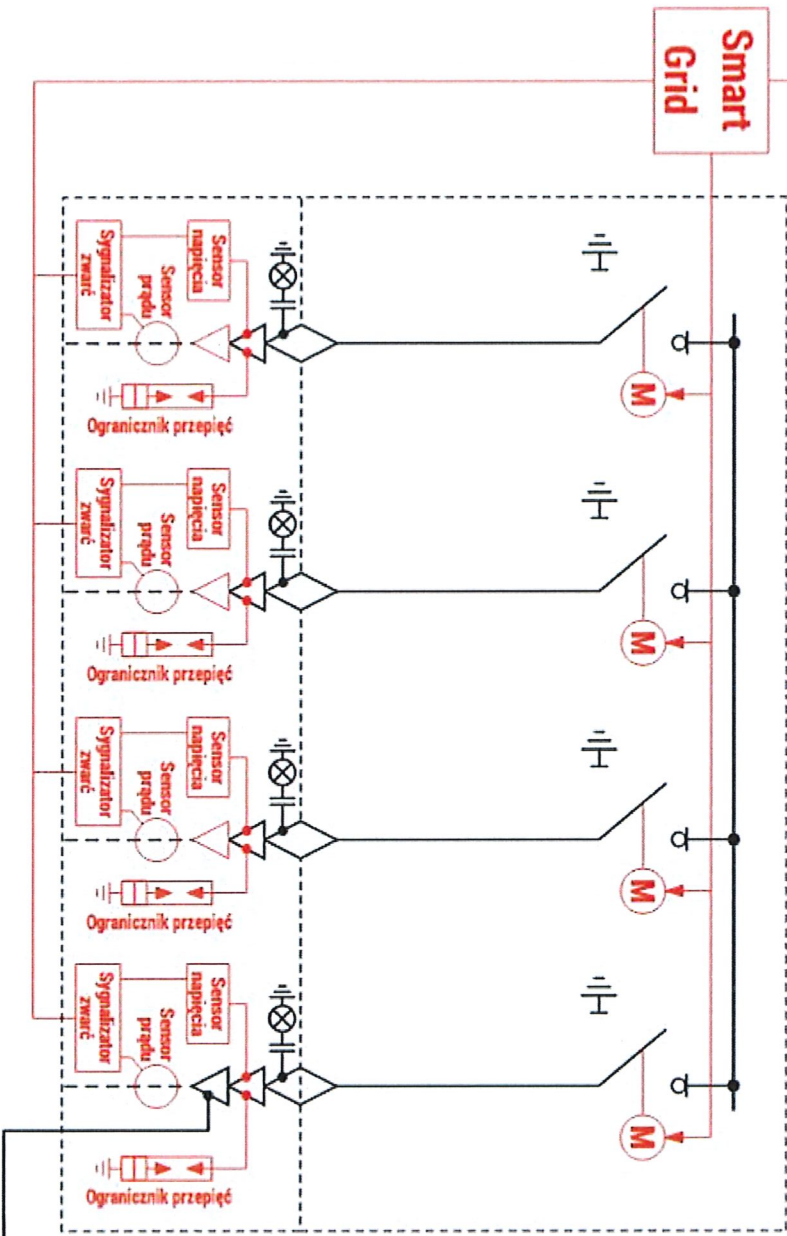 Smart
Grid
M
M
M
M
Sensor
napięcia
Sensor
prądu
Sygnalizator
zwarć
Ogranicznik przepięć
Sensor
napięcia
Sensor
prądu
Sygnalizator
zwarć
Ogranicznik przepięć
Sensor
napięcia
Sensor
prądu
Sygnalizator
zwarć
Ogranicznik przepięć
Sensor
napięcia
Sensor
prądu
Sygnalizator
zwarć
Ogranicznik przepięć